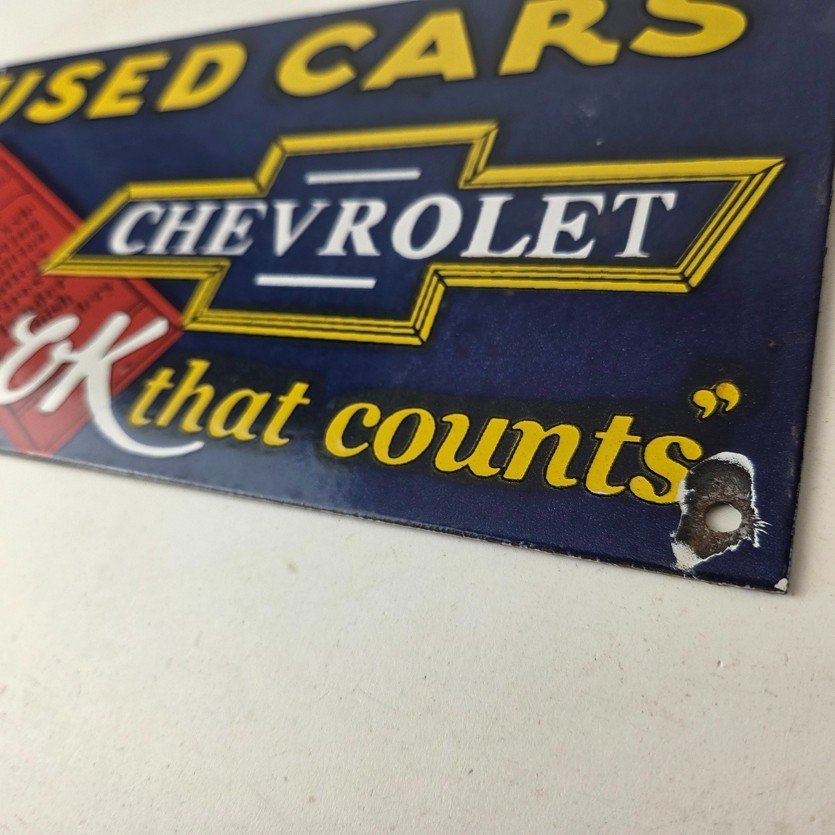 USED CARS
CHEVROLET
OK that counts”